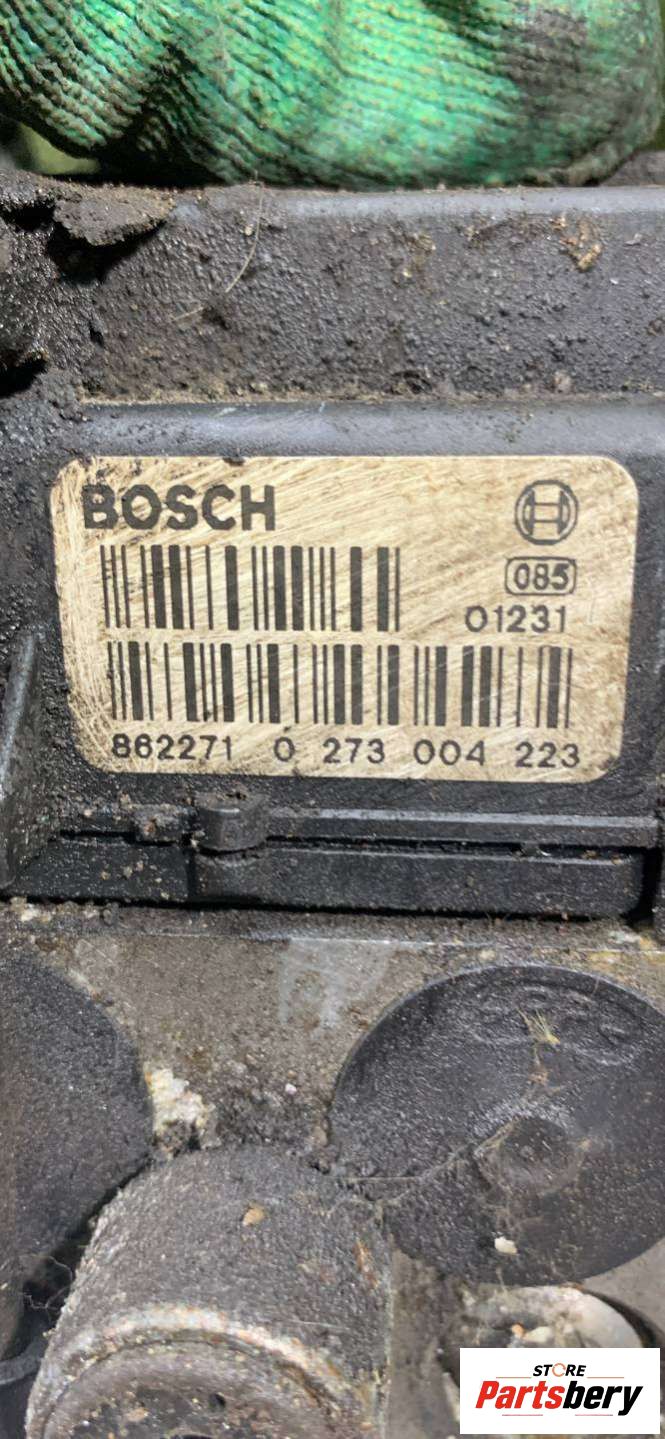 BOSCH
085
01231
862271 0 273 004 223
STORE
Partsbery